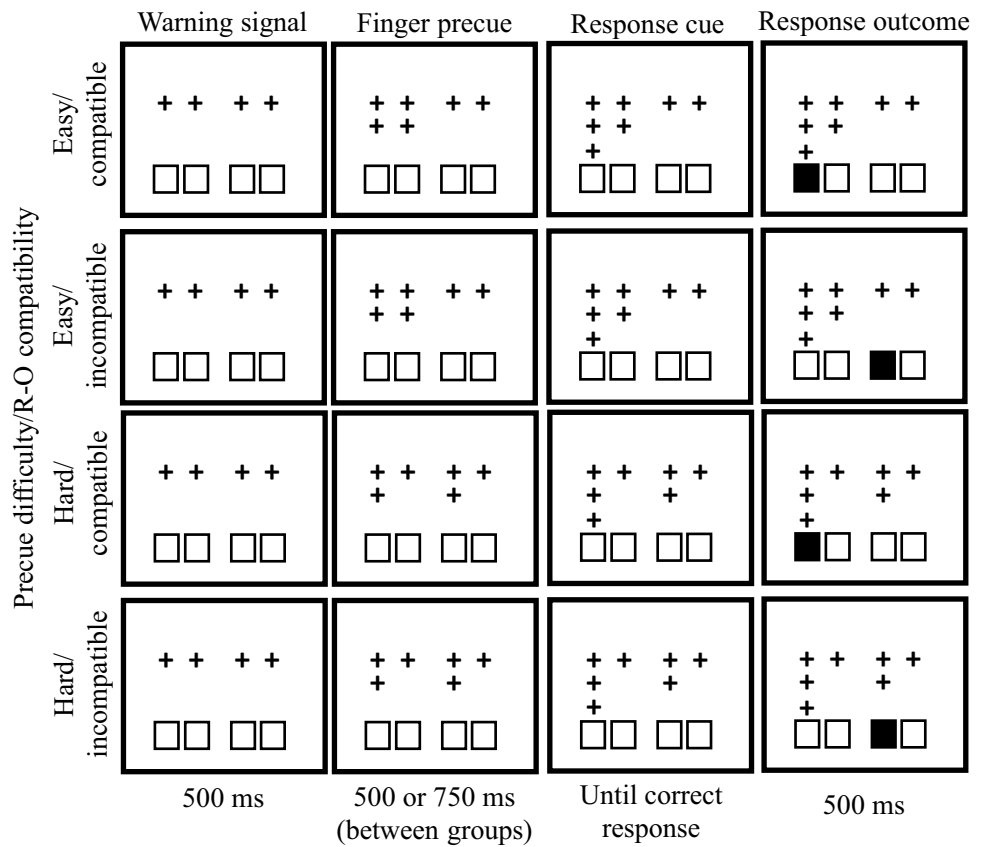 Warning signal
Finger precue
Response cue
Response outcome
Precue difficulty/R-O compatibility
Easy/
compatible
Easy/
incompatible
Hard/
compatible
Hard/
incompatible
500 ms
500 or 750 ms
(between groups)
Until correct
response
500 ms